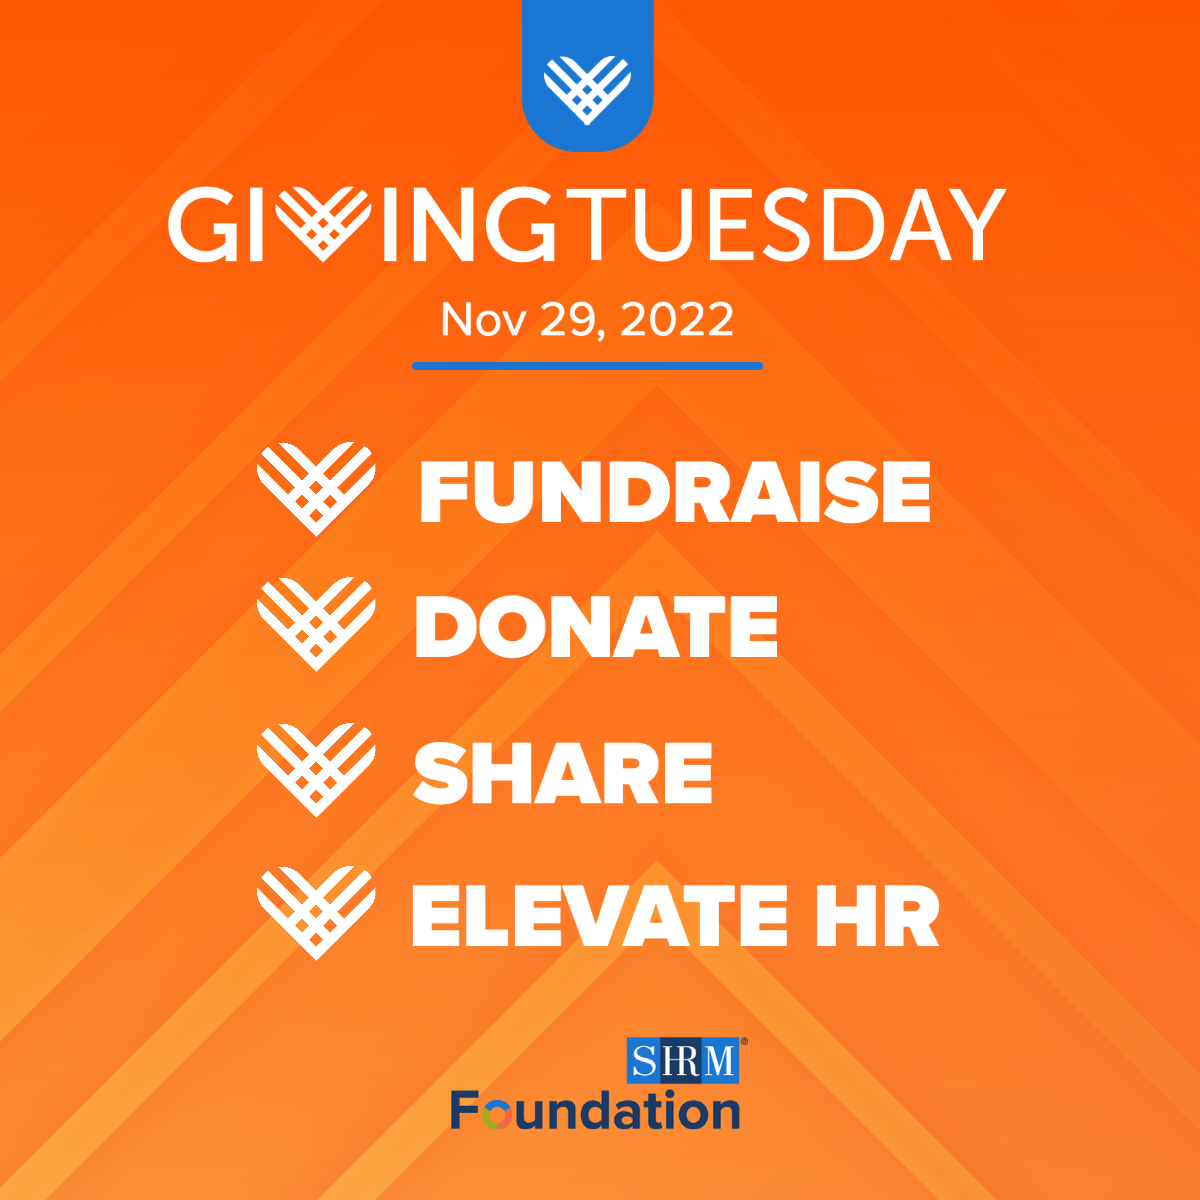 GIVINGTUESDAY
Nov 29, 2022
FUNDRAISE
DONATE
SHARE
ELEVATE HR
SHRM®
Foundation